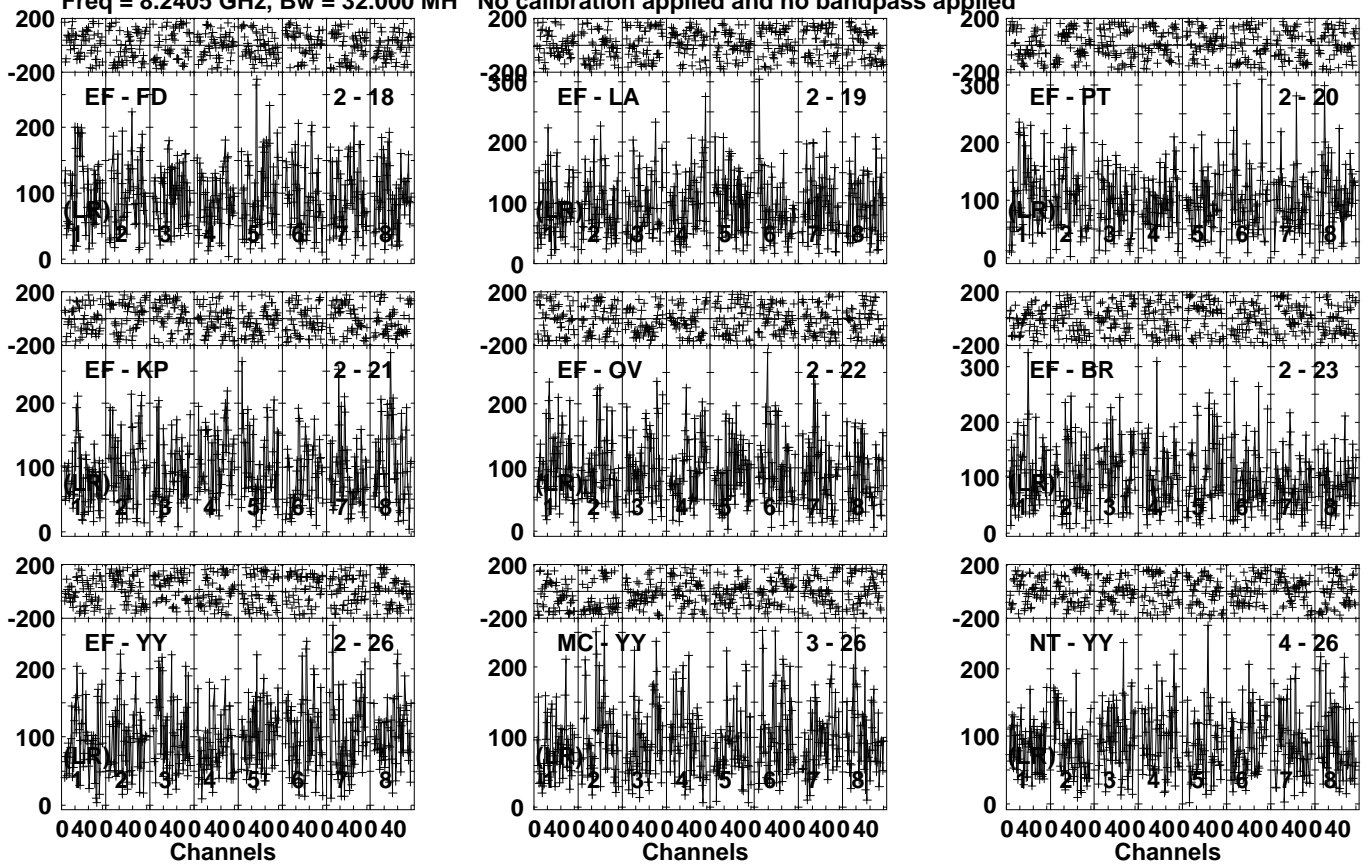 Freq = 8.2405 GHz, Bw = 32.000 MH   No calibration applied and no bandpass applied
200 200 200
-200 -200 -200
300 300
EF - FD 2 - 18 EF - LA 2 - 19 EF - PT 2 - 20
200 200 200
100 100 100
(LR) (LR) (LR)
1 2 3 4 5 6 7 8 1 2 3 4 5 6 7 8 1 2 3 4 5 6 7 8
0 0 0
200 200 200
-200 -200 -200
EF - KP 2 - 21 EF - OV 2 - 22 300 EF - BR 2 - 23
200 200 200
100 100 100
(LR) (LR) (LR)
1 2 3 4 5 6 7 8 1 2 3 4 5 6 7 8 1 2 3 4 5 6 7 8
0 0 0
200 200 200
-200 -200 -200
EF - YY 2 - 26 MC - YY 3 - 26 NT - YY 4 - 26
200 200 200
100 100 100
(LR) (LR) (LR)
1 2 3 4 5 6 7 8 1 2 3 4 5 6 7 8 1 2 3 4 5 6 7 8
0 0 0
0 40 0 40 0 40 0 40 0 40 0 40 0 40 0 40 0 40 0 40 0 40 0 40 0 40 0 40 0 40 0 40 0 40 0 40 0 40 0 40 0 40 0 40 0 40 0 40
Channels Channels Channels